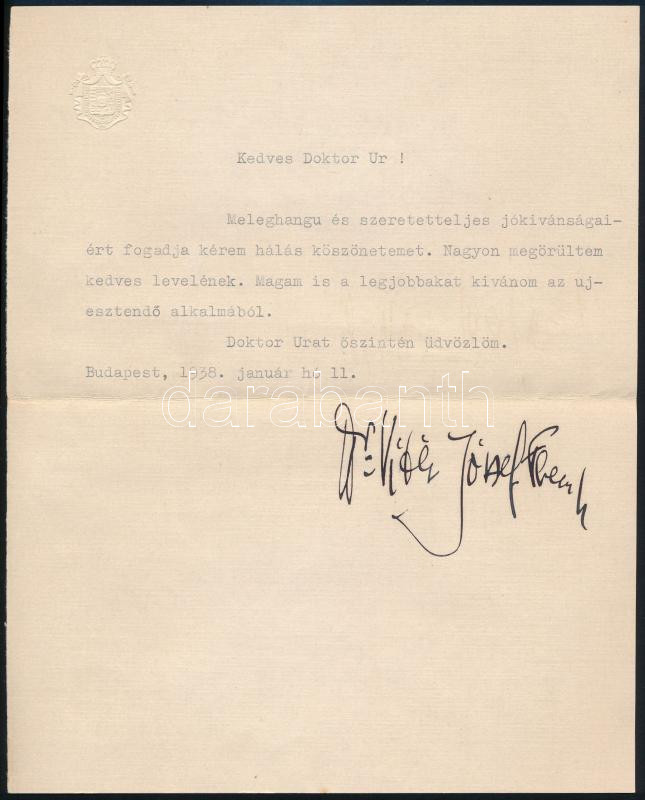 Kedves Doktor Ur !
Meleghangu és szeretetteljes jókivánságai-
ért fogadja kérem hálás köszönetemet. Nagyon megörültem
kedves levelének. Magam is a legjobbakat kivánom az uj-
esztendő alkalmából.
Doktor Urat őszintén üdvözlöm.
Budapest, 1938. január hó 11.
darabanth
Dr. Vitéz József Ferenc